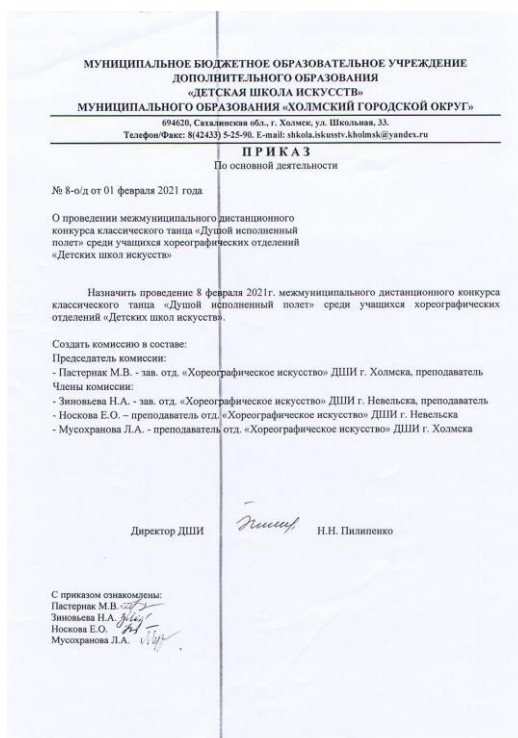 МУНИЦИПАЛЬНОЕ БЮДЖЕТНОЕ ОБРАЗОВАТЕЛЬНОЕ УЧРЕЖДЕНИЕ
ДОПОЛНИТЕЛЬНОГО ОБРАЗОВАНИЯ
«ДЕТСКАЯ ШКОЛА ИСКУССТВ»
МУНИЦИПАЛЬНОГО ОБРАЗОВАНИЯ «ХОЛМСКИЙ ГОРОДСКОЙ ОКРУГ»
694620, Сахалинская обл., г. Холмск, ул. Школьная, 33.
Телефон/Факс: 8(42433) 5-25-90. E-mail: shkola.iskusstv.kholmsk@yandex.ru
ПРИКАЗ
По основной деятельности
№ 8-о/д от 01 февраля 2021 года
О проведении межмуниципального дистанционного
конкурса классического танца «Душой исполненный
полет» среди учащихся хореографических отделений
«Детских школ искусств»
Назначить проведение 8 февраля 2021г. межмуниципального дистанционного конкурса
классического танца «Душой исполненный полет» среди учащихся хореографических
отделений «Детских школ искусств».
Создать комиссию в составе:
Председатель комиссии:
- Пастернак М.В. - зав. отд. «Хореографическое искусство» ДШИ г. Холмска, преподаватель
Члены комиссии:
- Зиновьева Н.А. - зав. отд. «Хореографическое искусство» ДШИ г. Невельска, преподаватель
- Носкова Е.О. – преподаватель отд. «Хореографическое искусство» ДШИ г. Невельска
- Мусохранова Л.А. - преподаватель отд. «Хореографическое искусство» ДШИ г. Холмска
Директор ДШИ Н.Н. Пилипенко
С приказом ознакомлены:
Пастернак М.В.
Зиновьева Н.А.
Носкова Е.О.
Мусохранова Л.А.